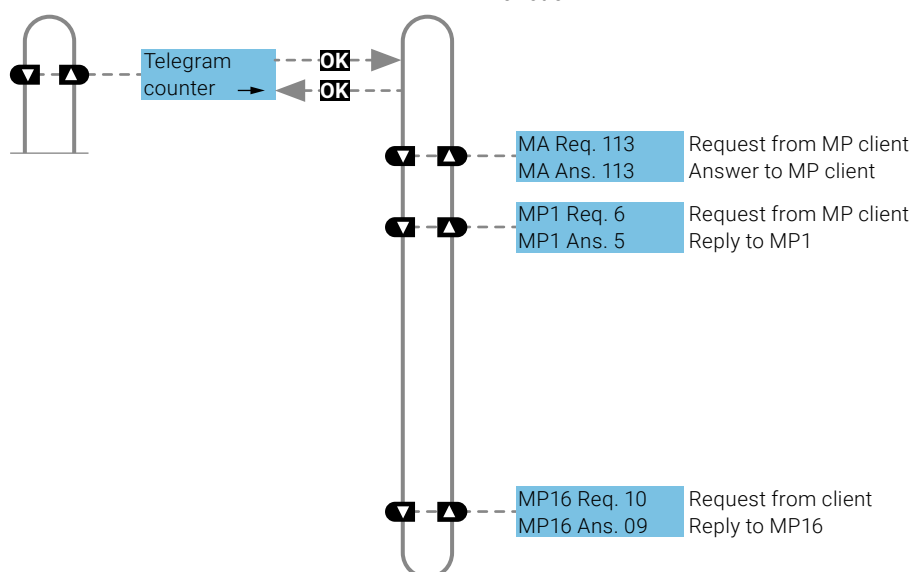 Telegram
counter →
OK
OK
MA Req. 113 Request from MP client
MA Ans. 113 Answer to MP client
MP1 Req. 6 Request from MP client
MP1 Ans. 5 Reply to MP1
MP16 Req. 10 Request from client
MP16 Ans. 09 Reply to MP16